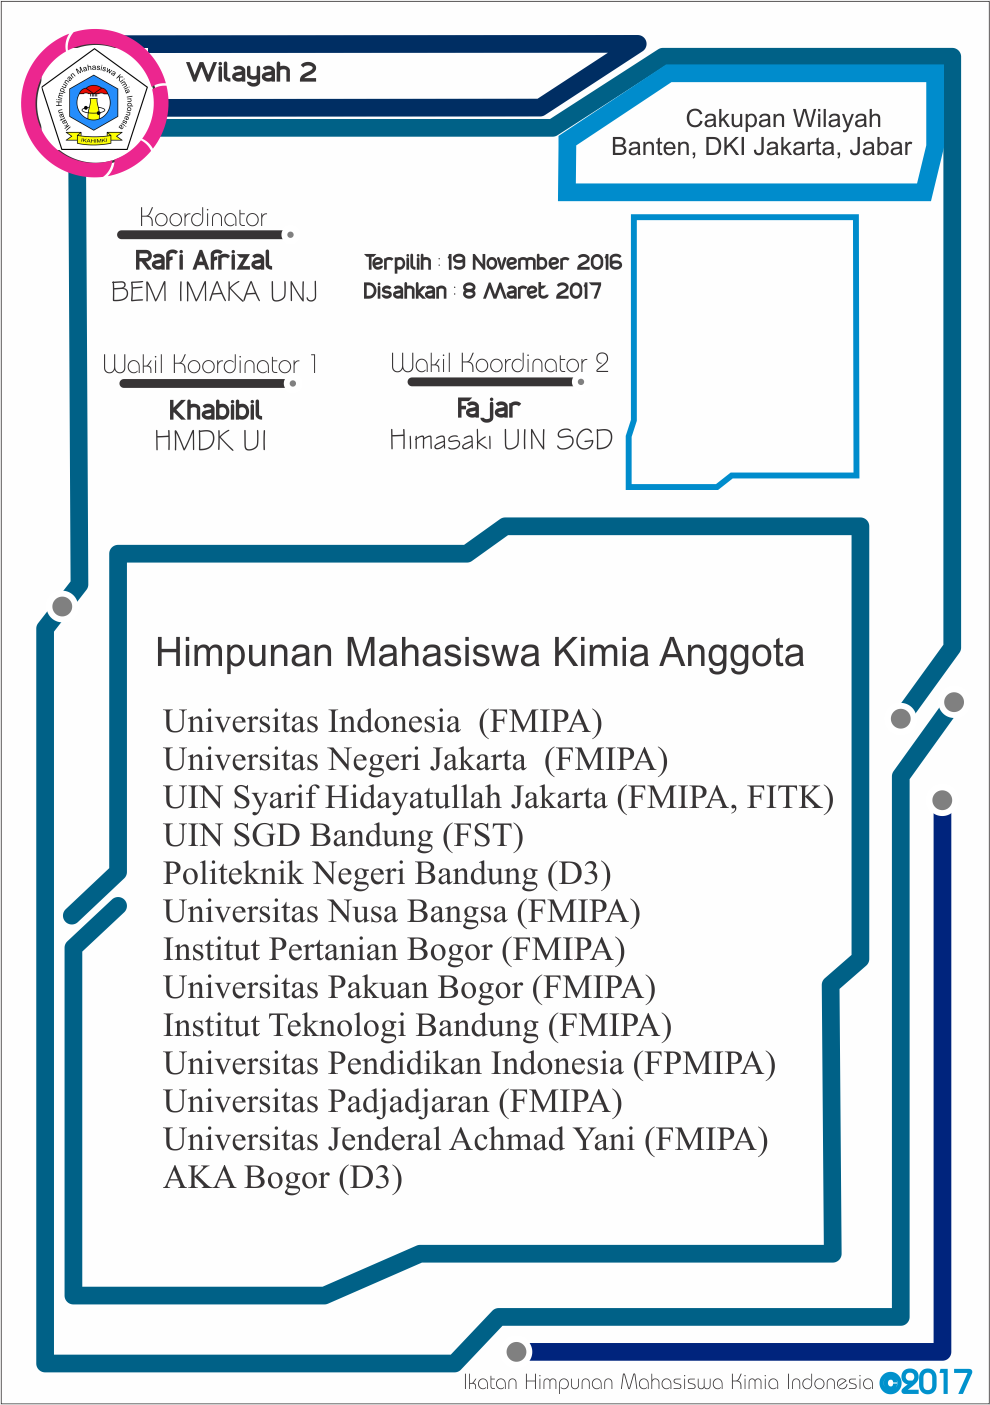 Ikatan Himpunan Mahasiswa Kimia Indonesia
IKAHIMKI
Wilayah 2
Cakupan Wilayah
Banten, DKI Jakarta, Jabar
Koordinator
Rafi Afrizal
BEM IMAKA UNJ
Terpilih : 19 November 2016
Disahkan : 8 Maret 2017
Wakil Koordinator 1
Khabibil
HMDK UI
Wakil Koordinator 2
Fajar
Himasaki UIN SGD
Himpunan Mahasiswa Kimia Anggota
Universitas Indonesia (FMIPA)
Universitas Negeri Jakarta (FMIPA)
UIN Syarif Hidayatullah Jakarta (FMIPA, FITK)
UIN SGD Bandung (FST)
Politeknik Negeri Bandung (D3)
Universitas Nusa Bangsa (FMIPA)
Institut Pertanian Bogor (FMIPA)
Universitas Pakuan Bogor (FMIPA)
Institut Teknologi Bandung (FMIPA)
Universitas Pendidikan Indonesia (FPMIPA)
Universitas Padjadjaran (FMIPA)
Universitas Jenderal Achmad Yani (FMIPA)
AKA Bogor (D3)
Ikatan Himpunan Mahasiswa Kimia Indonesia ©2017